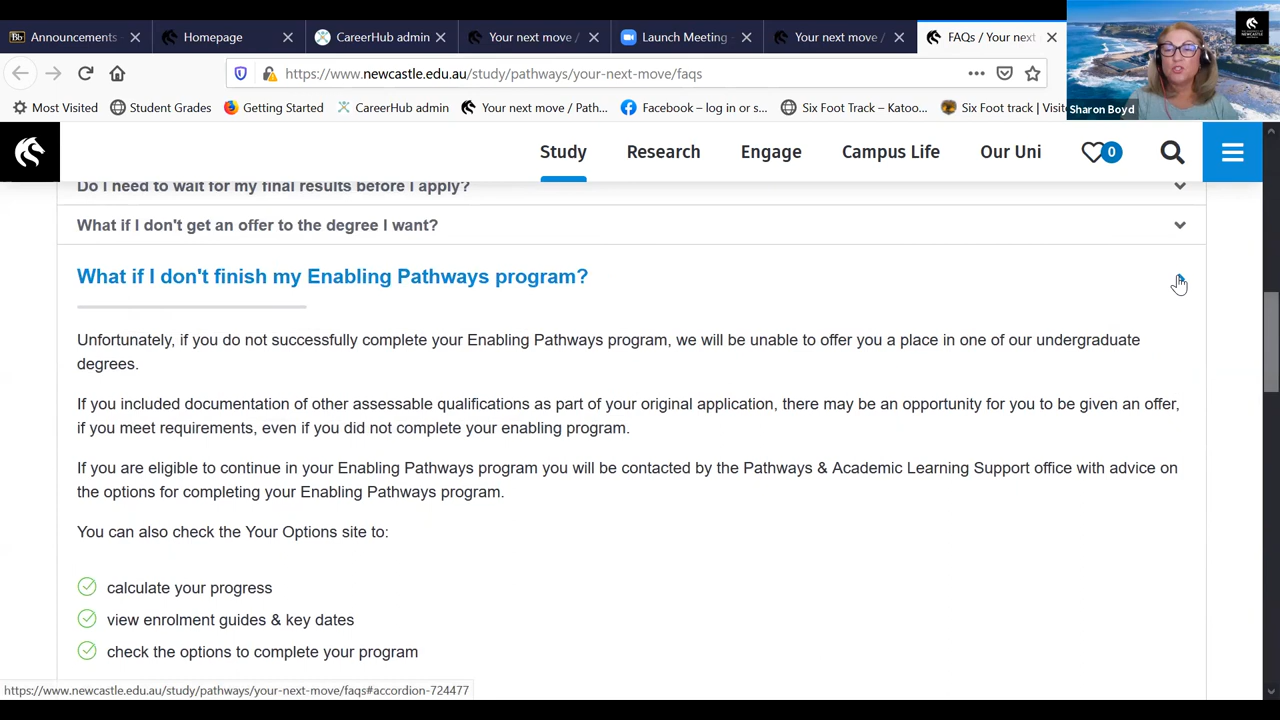 Bb Announcements
Homepage
CareerHub admin
Your next move /
Launch Meeting -
Your next move /
FAQs / Your next
https://www.newcastle.edu.au/study/pathways/your-next-move/faqs
Most Visited
Student Grades
Getting Started
CareerHub admin
Your next move / Path...
Facebook – log in or s...
Six Foot Track – Katoo...
Six Foot track | Visit
Sharon Boyd
Study
Research
Engage
Campus Life
Our Uni
0
Do I need to wait for my final results before I apply?
What if I don't get an offer to the degree I want?
What if I don't finish my Enabling Pathways program?
Unfortunately, if you do not successfully complete your Enabling Pathways program, we will be unable to offer you a place in one of our undergraduate
degrees.
If you included documentation of other assessable qualifications as part of your original application, there may be an opportunity for you to be given an offer,
if you meet requirements, even if you did not complete your enabling program.
If you are eligible to continue in your Enabling Pathways program you will be contacted by the Pathways & Academic Learning Support office with advice on
the options for completing your Enabling Pathways program.
You can also check the Your Options site to:
calculate your progress
view enrolment guides & key dates
check the options to complete your program
https://www.newcastle.edu.au/study/pathways/your-next-move/faqs#accordion-724477